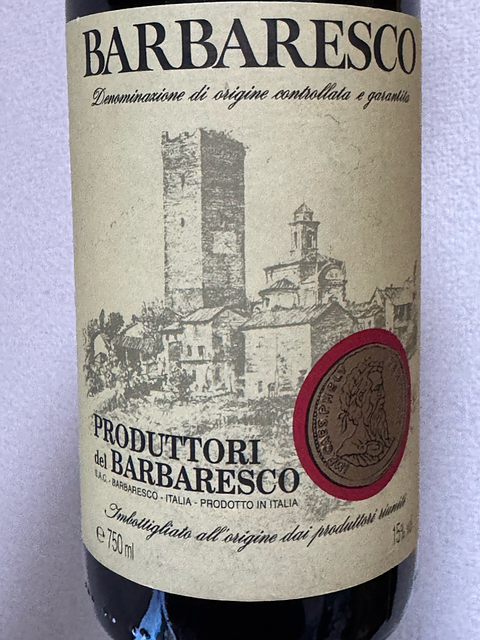 BARBARESCO
Denominazione di origine controllata e garantita
PRODUTTORI
del BARBARESCO
S.A.C. - BARBARESCO - ITALIA - PRODOTTO IN ITALIA
Imbottigliato all'origine dai produttori riuniti
e 750 ml
15%